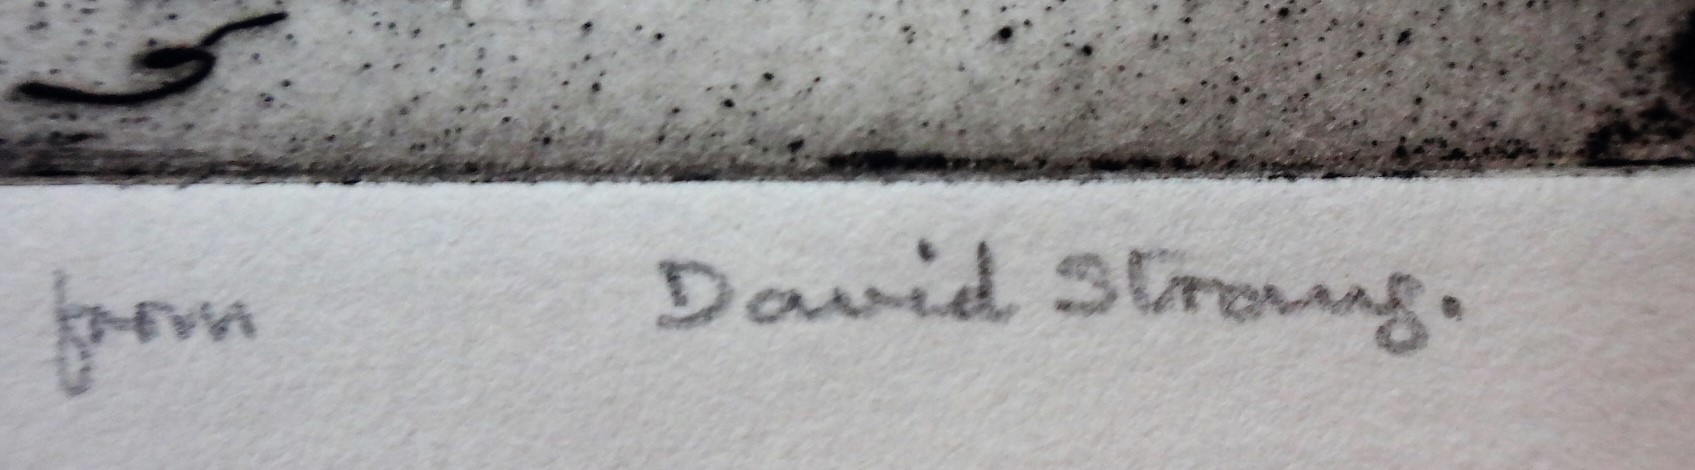 from David Strang.